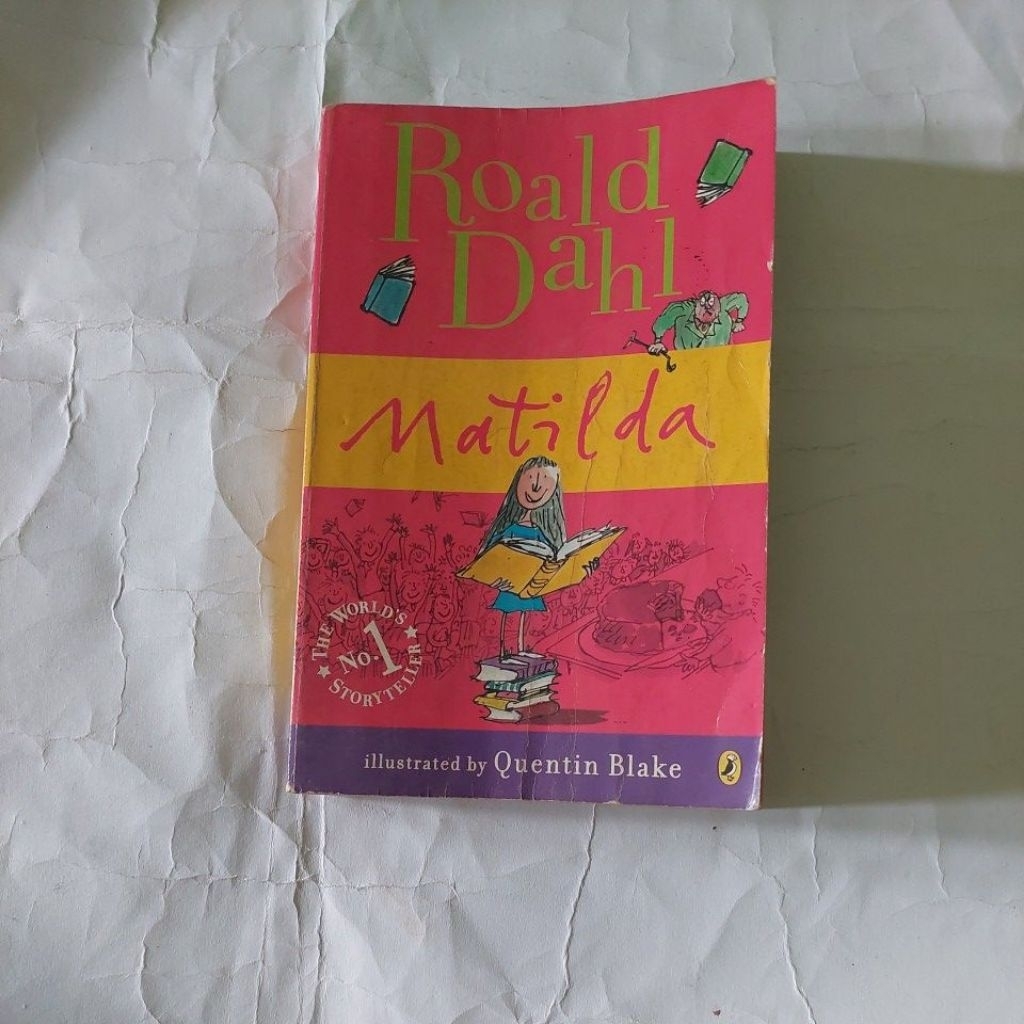 Roald
Dahl
Matilda
THE WORLD'S
No.1
STORYTELLER
illustrated by Quentin Blake